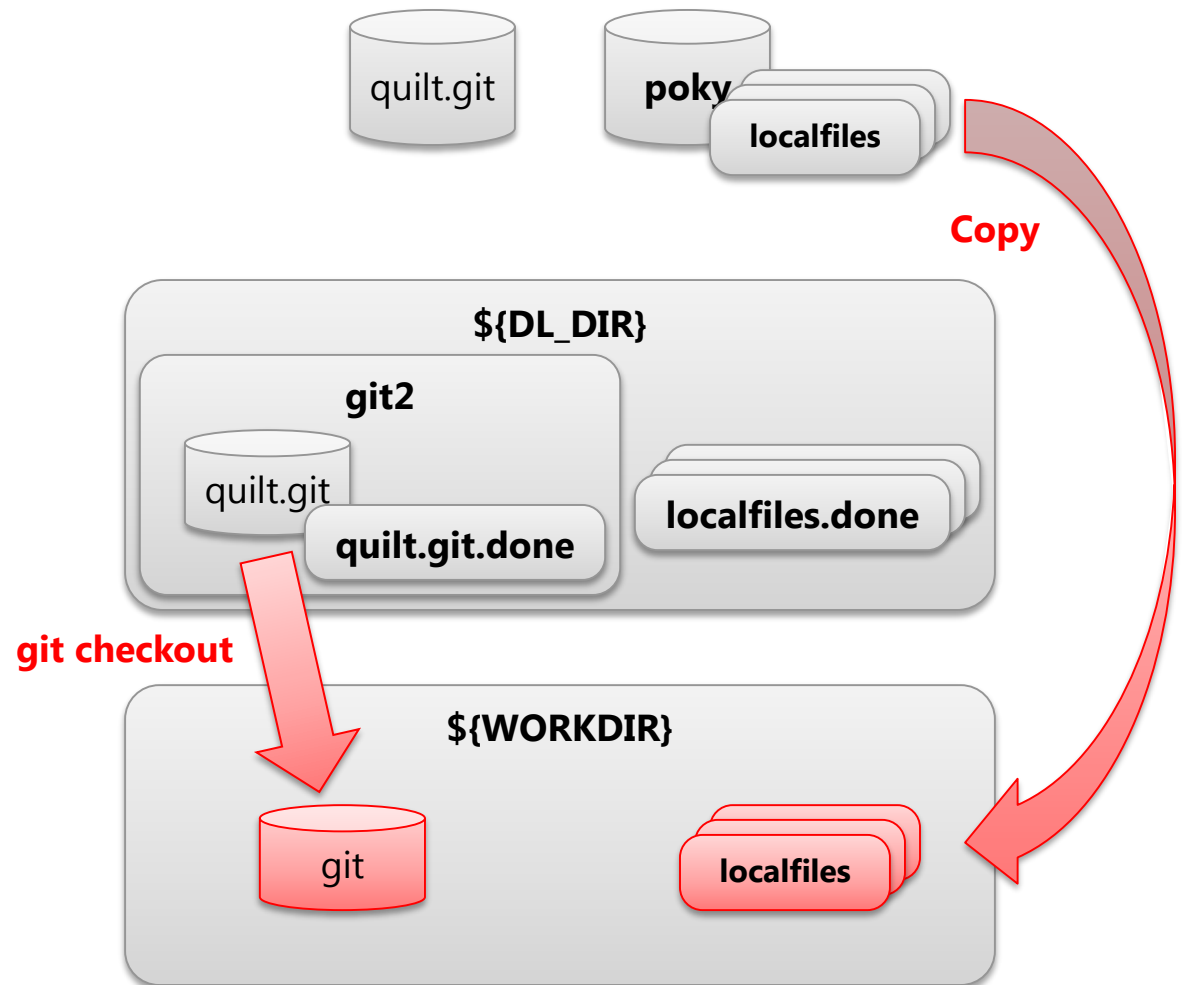 quilt.git
poky
localfiles
Copy
${DL_DIR}
git2
quilt.git
quilt.git.done
localfiles.done
git checkout
${WORKDIR}
git
localfiles